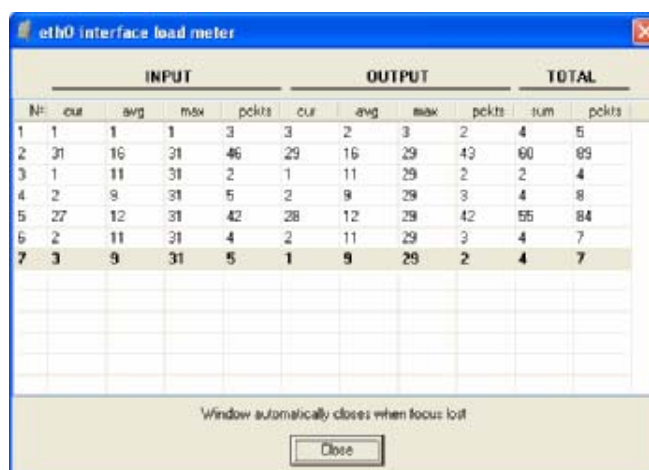 eth0 interface load meter
INPUT OUTPUT TOTAL
№ cur avg max pckts cur avg max pckts sum pckts
1 1 1 1 3 3 2 3 2 4 5
2 31 16 31 46 29 16 29 43 60 89
3 1 11 31 2 1 11 29 2 2 4
4 2 9 31 5 2 9 29 3 4 8
5 27 12 31 42 28 12 29 42 55 84
6 2 11 31 4 2 11 29 3 4 7
7 3 9 31 5 1 9 29 2 4 7
Window automatically closes when focus lost
Close